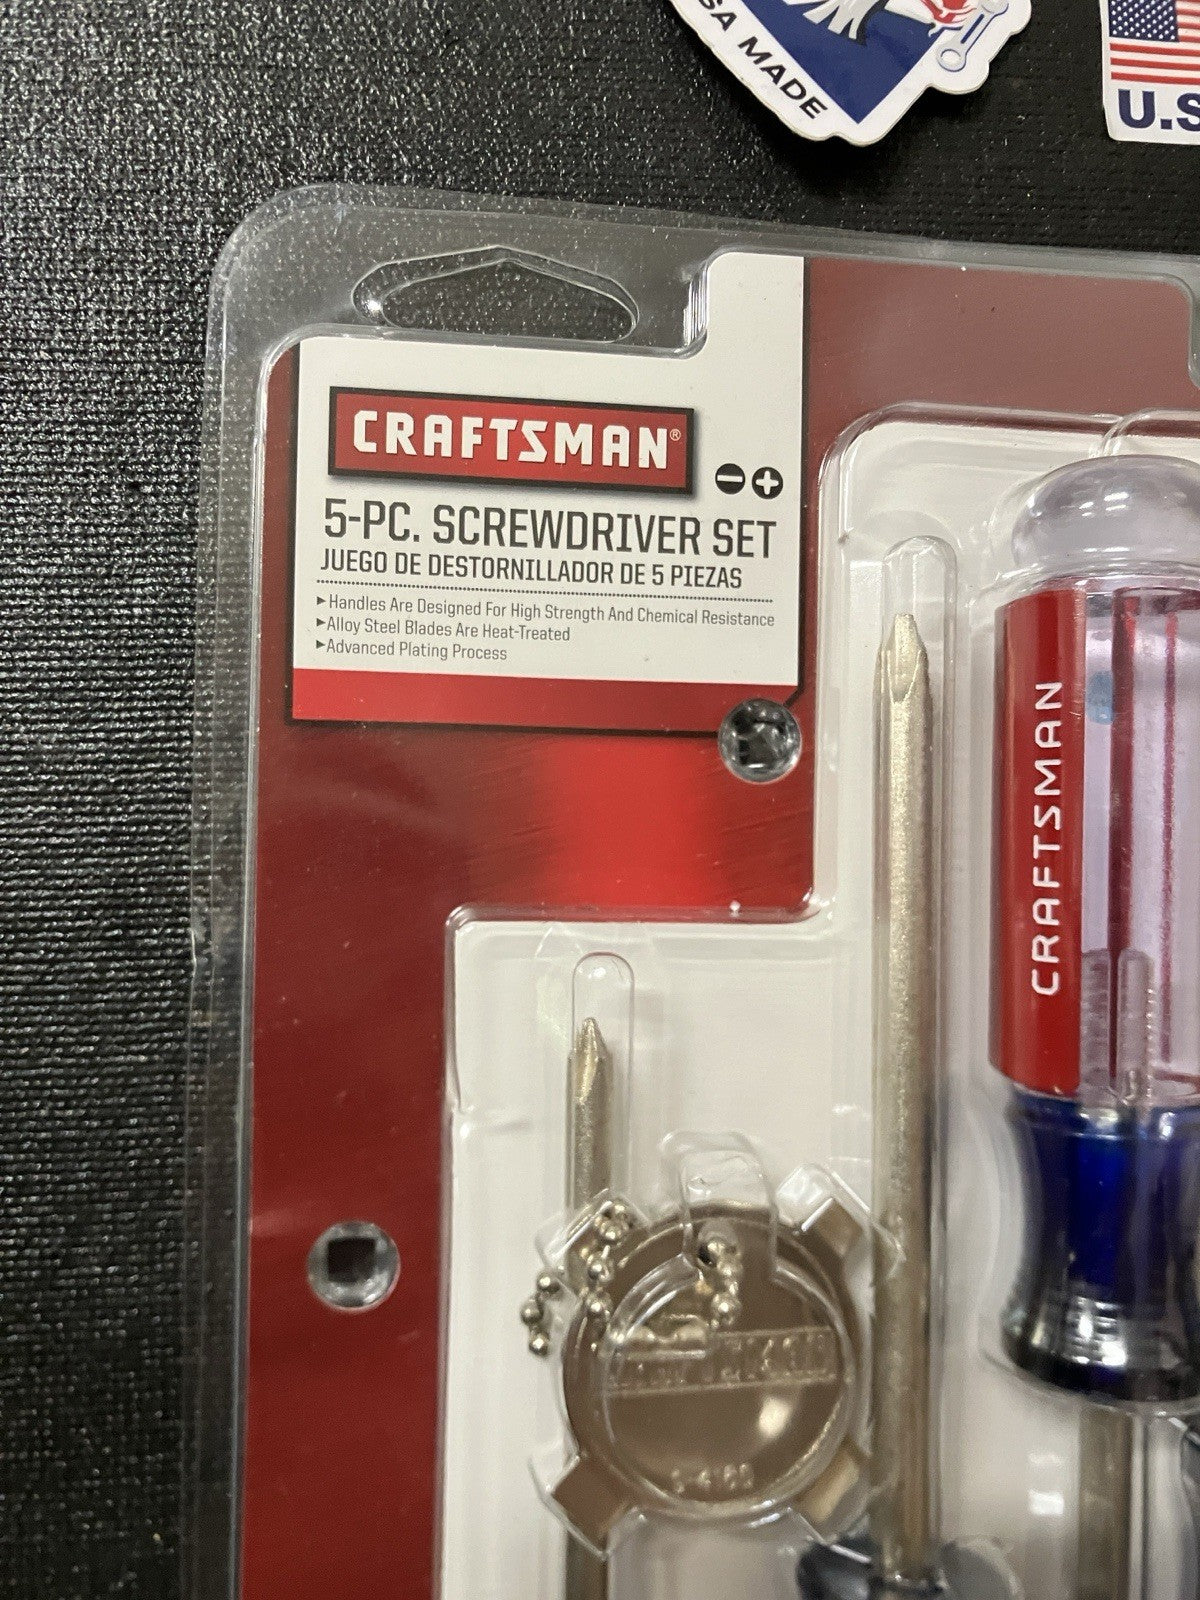 USA MADE
U.S
CRAFTSMAN®
5-PC. SCREWDRIVER SET
JUEGO DE DESTORNILLADOR DE 5 PIEZAS
▸Handles Are Designed For High Strength And Chemical Resistance
▸Alloy Steel Blades Are Heat-Treated
▸Advanced Plating Process
CRAFTSMAN